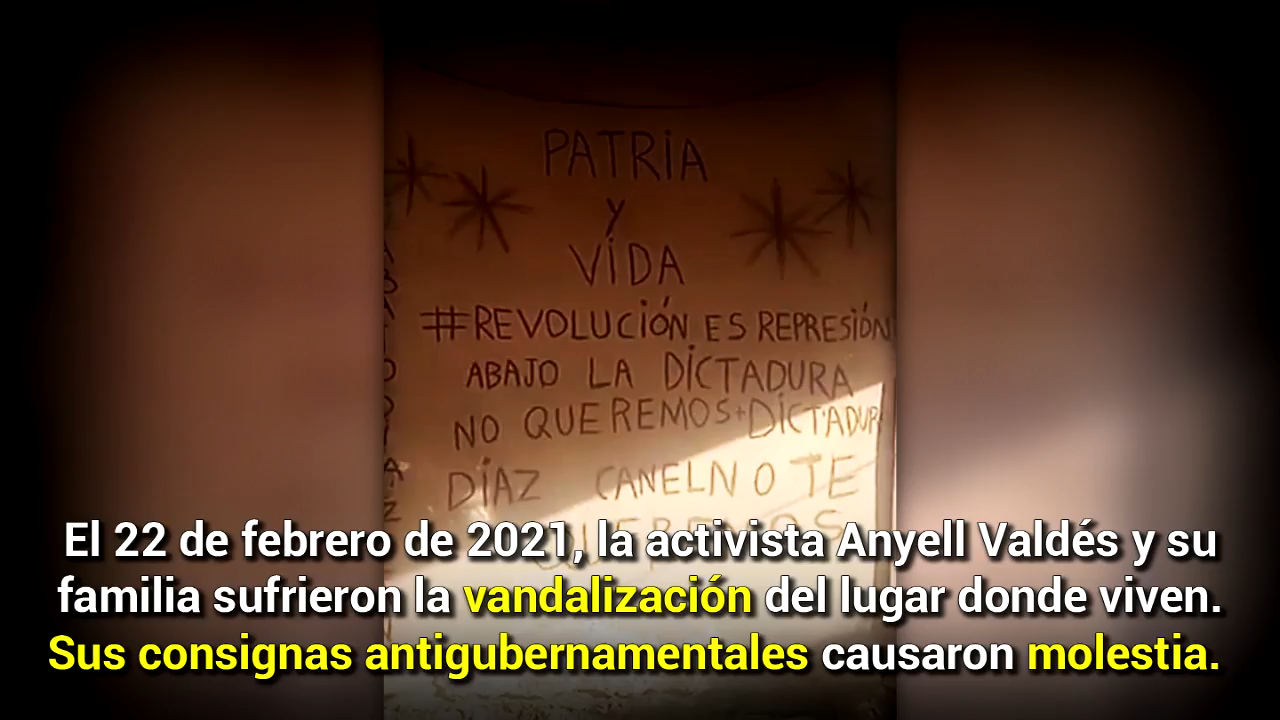 PATRIA
y
VIDA
#REVOLUCIÓN ES REPRESIÓN
ABAJO LA DICTADURA
NO QUEREMOS + DICTADUR
DÍAZ CANEL NO TE
QUEREMOS
El 22 de febrero de 2021, la activista Anyell Valdés y su
familia sufrieron la vandalización del lugar donde viven.
Sus consignas antigubernamentales causaron molestia.